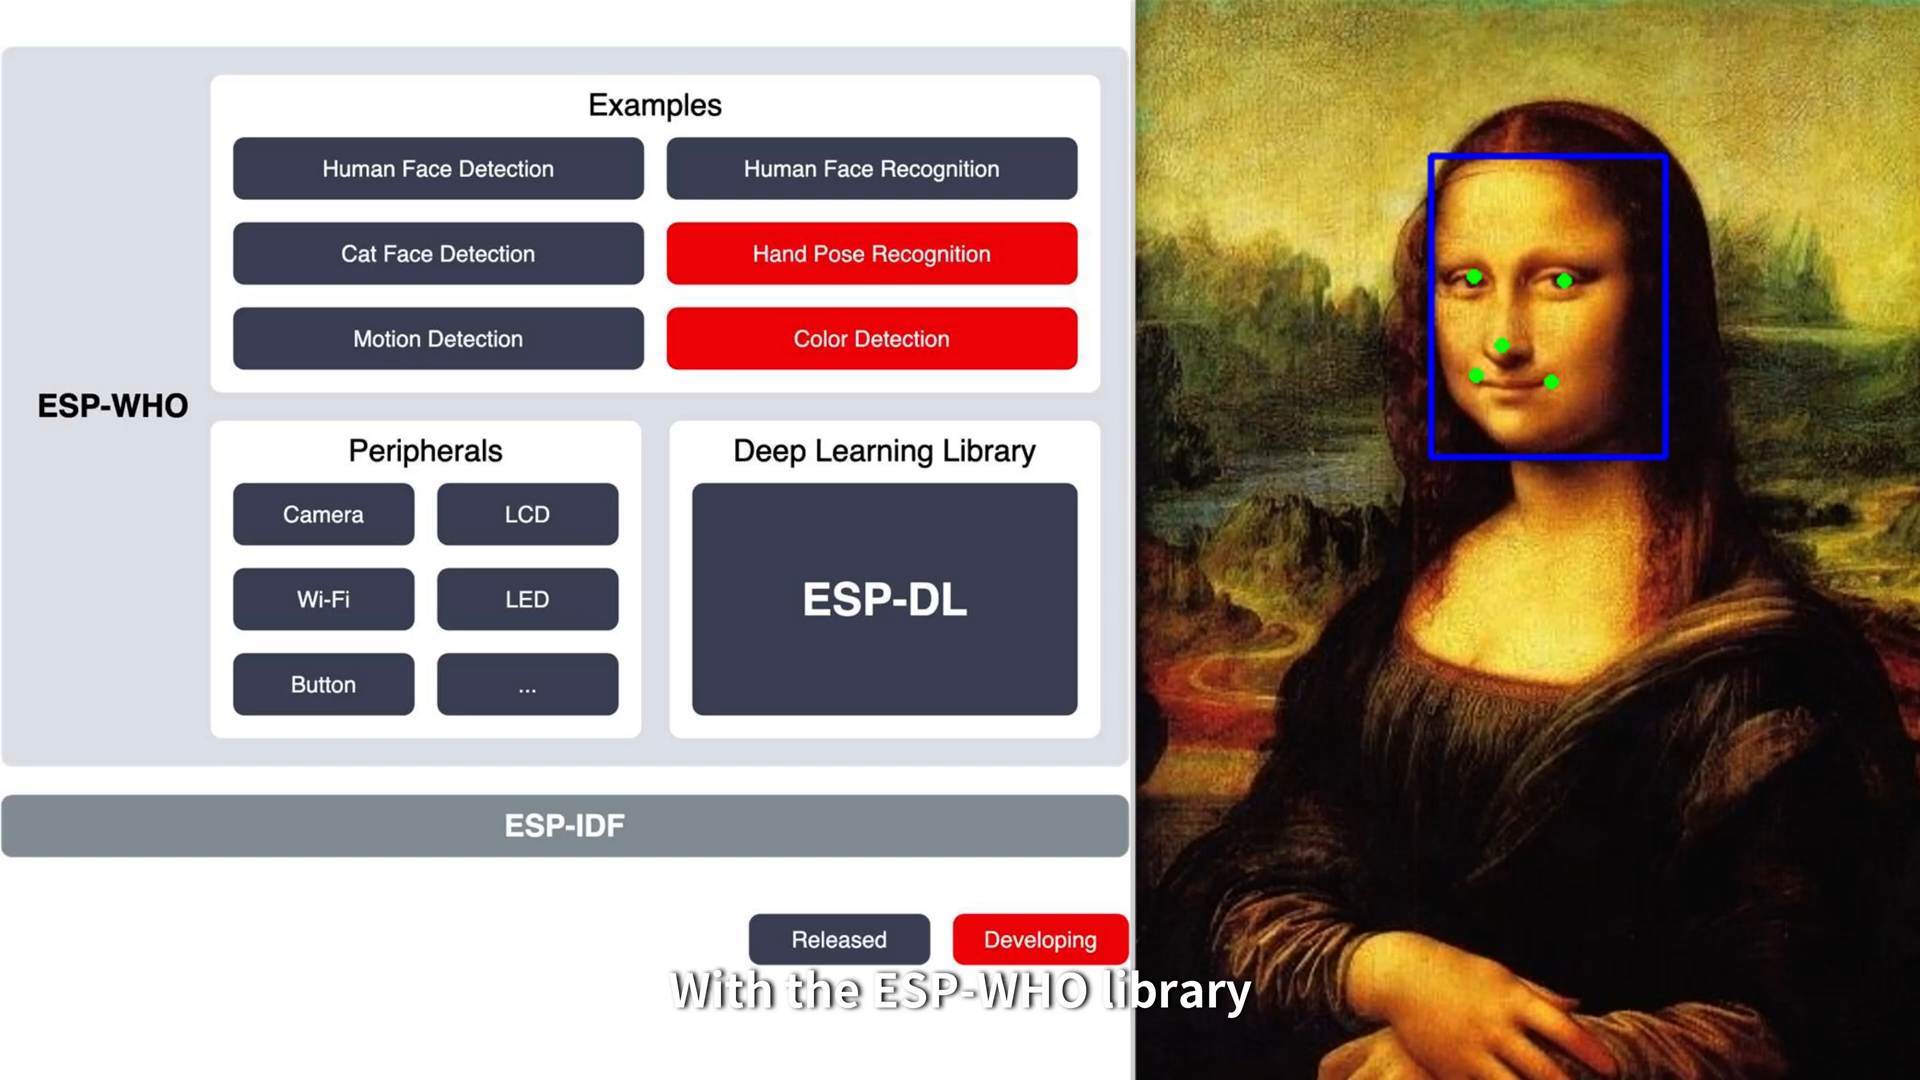 Examples
Human Face Detection
Human Face Recognition
Cat Face Detection
Hand Pose Recognition
Motion Detection
Color Detection
ESP-WHO
Peripherals
Camera
LCD
Wi-Fi
LED
Button
...
Deep Learning Library
ESP-DL
ESP-IDF
Released
Developing
With the ESP-WHO library